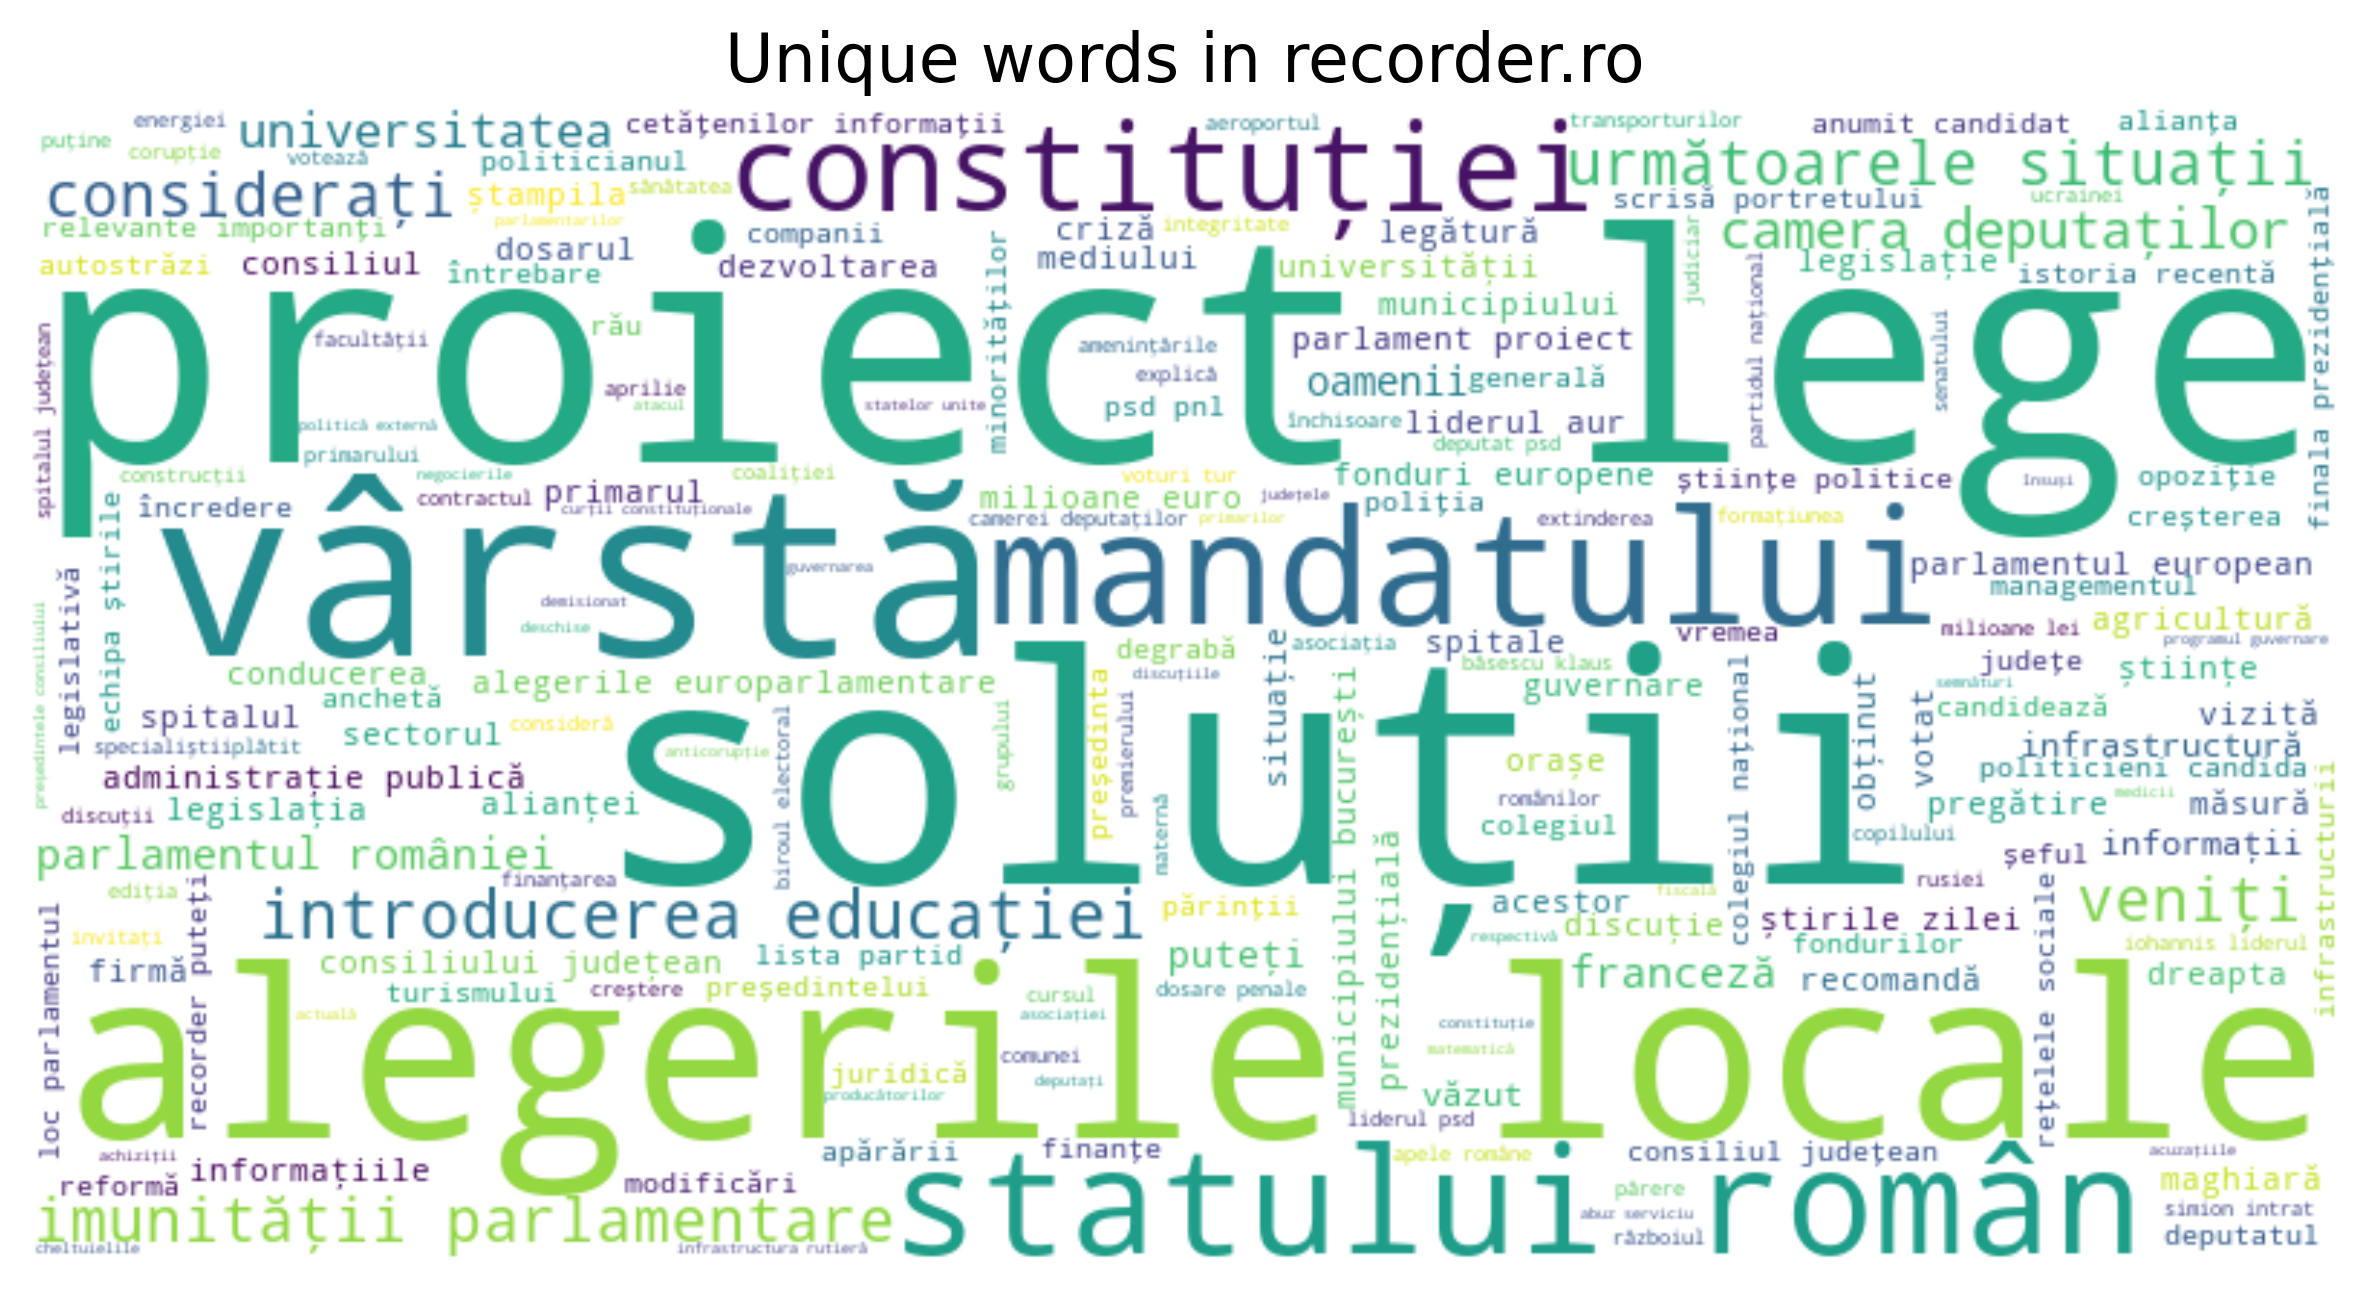 Unique words in recorder.ro
energiei
universitatea
cetățenilor informații
aeroportul
transporturilor
anumit candidat
alianța
puține
corupție
votează
politicianul
constituției
următoarele situații
considerați
ștampila
sănătatea
scrisă portretului
ucrainei
relevante importanți
parlamentarilor
dosarul
companii
criză
integritate
legătură
camera deputaților
autostrăzi
consiliul
întrebare
dezvoltarea
mediului
universității
judiciar
legislație
istoria recentă
finala prezidențială
proiect lege
minorităților
municipiului
partidul național
senatului
spitalul județean
facultății
rău
amenințările
parlament proiect
explică
oamenii
generală
aprilie
atacul
statelor unite
psd pnl
închisoare
liderul aur
politică externă
primarului
deputat psd
construcții
negocierile
coaliției
voturi tur
fonduri europene
științe politice
însuși
opoziție
încredere
contractul
primarul
curții constituționale
milioane euro
județele
poliția
camerei deputaților
primarilor
extinderea
formațiunea
creșterea
echipa știrile
vârstă
mandatului
guvernarea
parlamentul european
managementul
legislativă
demisionat
deschise
președintele consiliului
degrabă
asociația
spitale
vremea
milioane lei
agricultură
programul guvernare
conducerea
alegerile europarlamentare
discuțiile
situație
băsescu klaus
guvernare
județe
științe
semnături
anchetă
soluții
președinta
premierului
municipiului bucurești
colegiul național
obținut
votat
candidează
vizită
spitalul
specialiștiiplătit
sectorul
consideră
anticorupție
biroul electoral
grupului
orașe
infrastructură
politicieni candida
administrație publică
românilor
pregătire
medicii
măsură
discuții
legislația
alianței
maternă
colegiul
copilului
infrastructurii
parlamentul româniei
prezidențială
șeful
informații
ediția
finanțarea
fiscală
rusiei
loc parlamentul
recorder puteți
introducerea educației
părinții
acestor
discuție
știrile zilei
rețelele sociale
veniți
invitați
respectivă
fondurilor
iohannis liderul
firmă
consiliului județean
lista partid
puteți
franceză
recomandă
dreapta
turismului
creștere
președintelui
cursul
dosare penale
actuală
alegerile locale
asociației
constituție
comunei
matematică
juridică
deputați
producătorilor
văzut
liderul psd
achiziții
apărării
finanțe
apele române
consiliul județean
acuzațiile
reformă
informațiile
modificări
statului român
părere
maghiară
imunității parlamentare
abuz serviciu
simion intrat
războiul
deputatul
cheltuielile
infrastructura rutieră